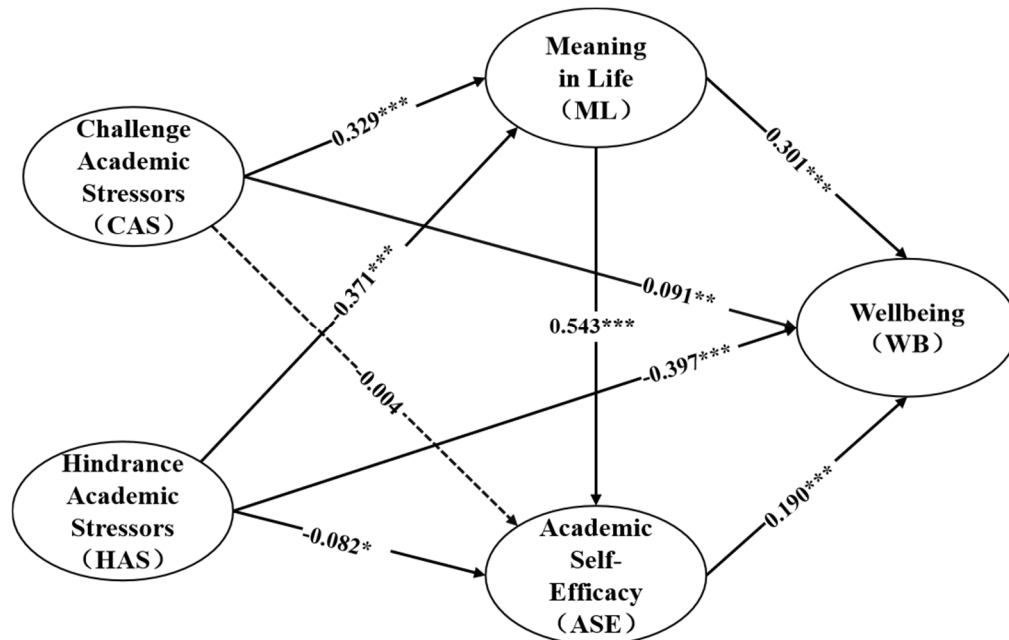 Meaning
in Life
（ML）
0.329***
Challenge
Academic
Stressors
（CAS）
0.301***
-0.371***
0.091**
Wellbeing
（WB）
0.543***
-0.397***
-0.004
Hindrance
Academic
Stressors
（HAS）
0.190***
-0.082*
Academic
Self-
Efficacy
（ASE）